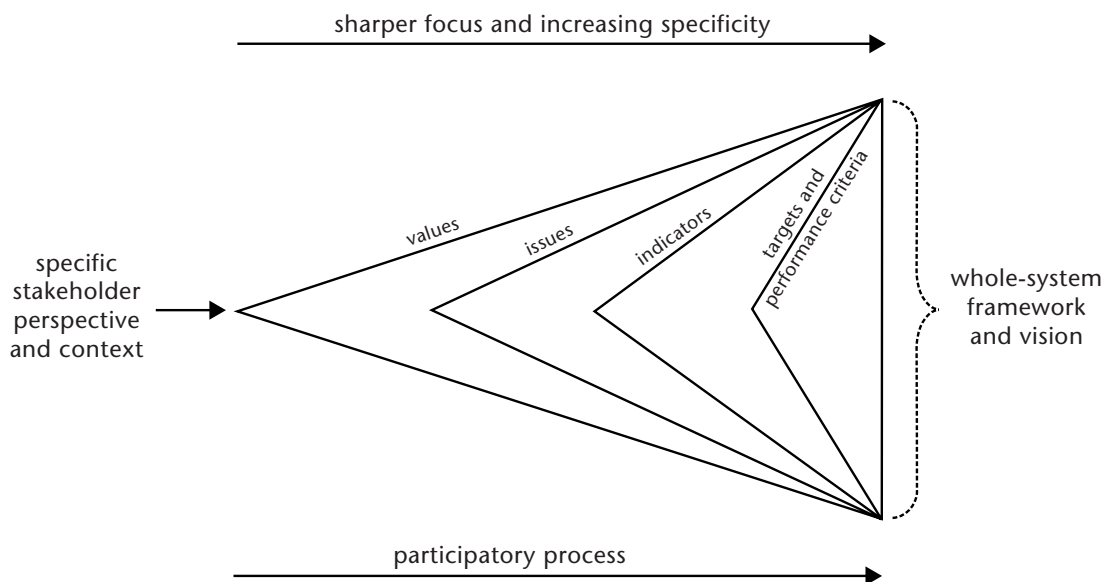 sharper focus and increasing specificity
values
issues
indicators
targets and
performance criteria
specific
stakeholder
perspective
and context
whole-system
framework
and vision
participatory process